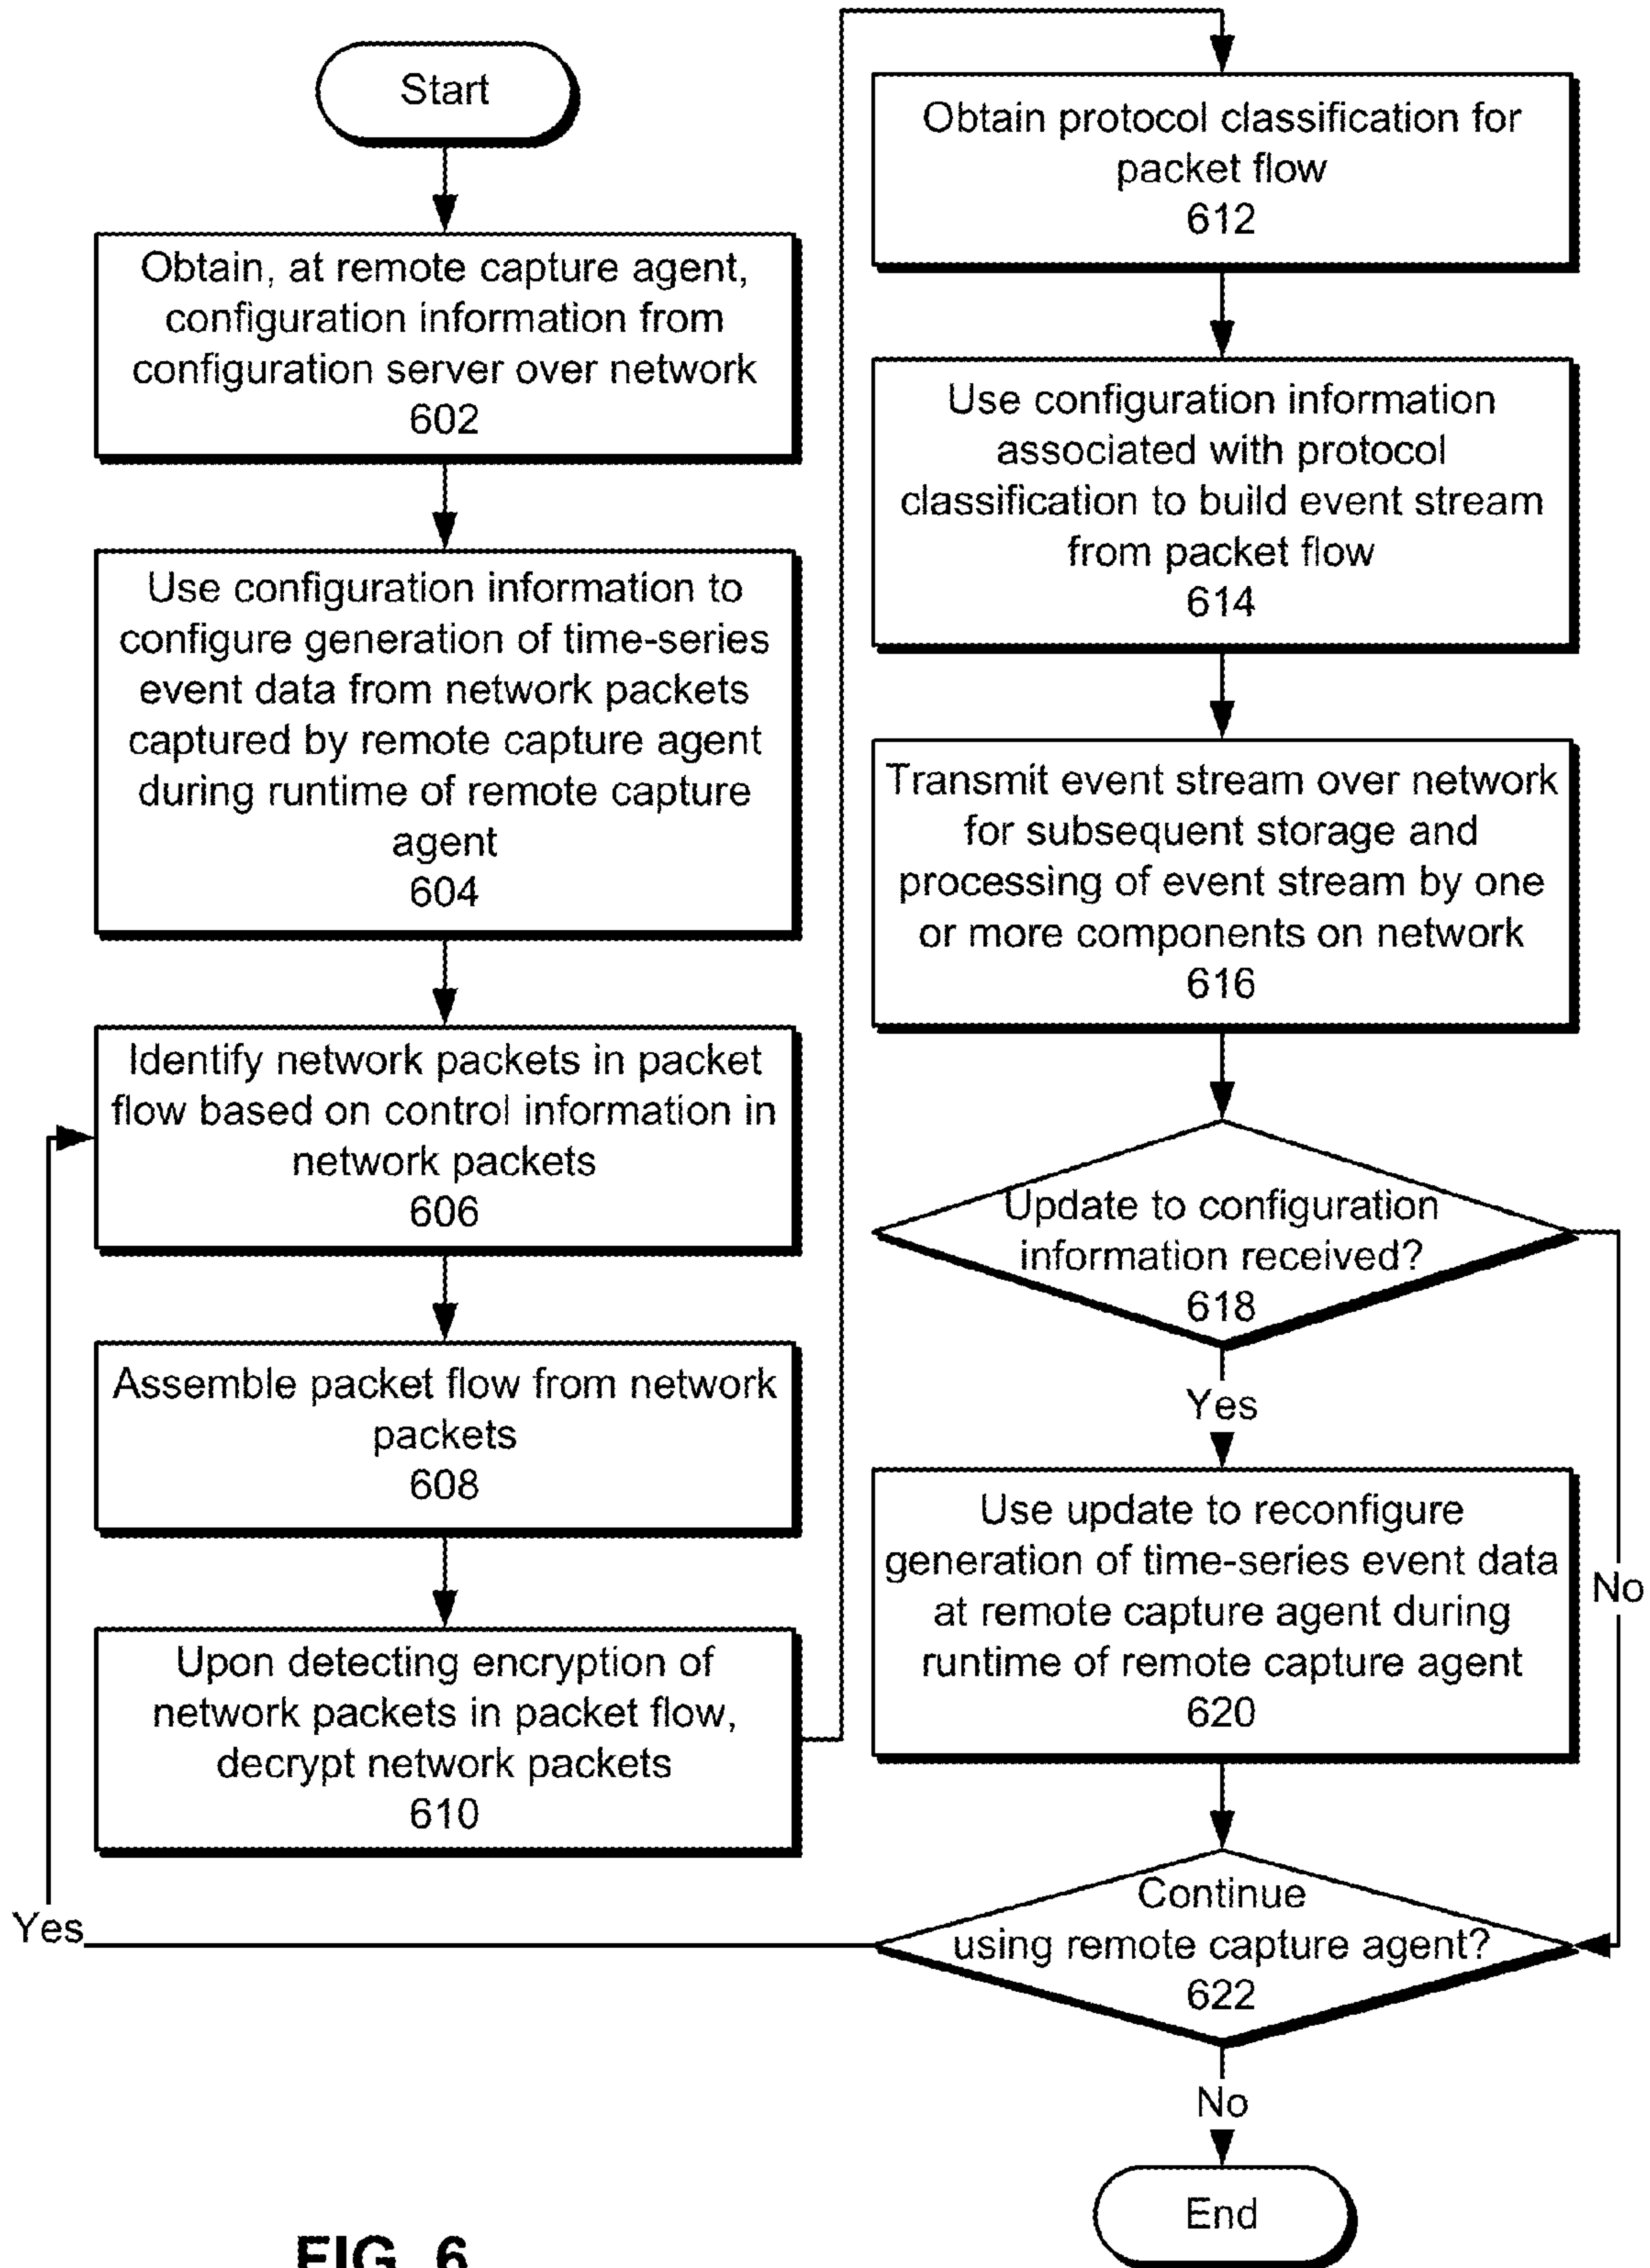 Start
Obtain, at remote capture agent,
configuration information from
configuration server over network
602
Use configuration information to
configure generation of time-series
event data from network packets
captured by remote capture agent
during runtime of remote capture
agent
604
Identify network packets in packet
flow based on control information in
network packets
606
Assemble packet flow from network
packets
608
Upon detecting encryption of
network packets in packet flow,
decrypt network packets
610
Obtain protocol classification for
packet flow
612
Use configuration information
associated with protocol
classification to build event stream
from packet flow
614
Transmit event stream over network
for subsequent storage and
processing of event stream by one
or more components on network
616
Update to configuration
information received?
618
Yes
No
Use update to reconfigure
generation of time-series event data
at remote capture agent during
runtime of remote capture agent
620
Continue
using remote capture agent?
622
Yes
No
End
FIG. 6